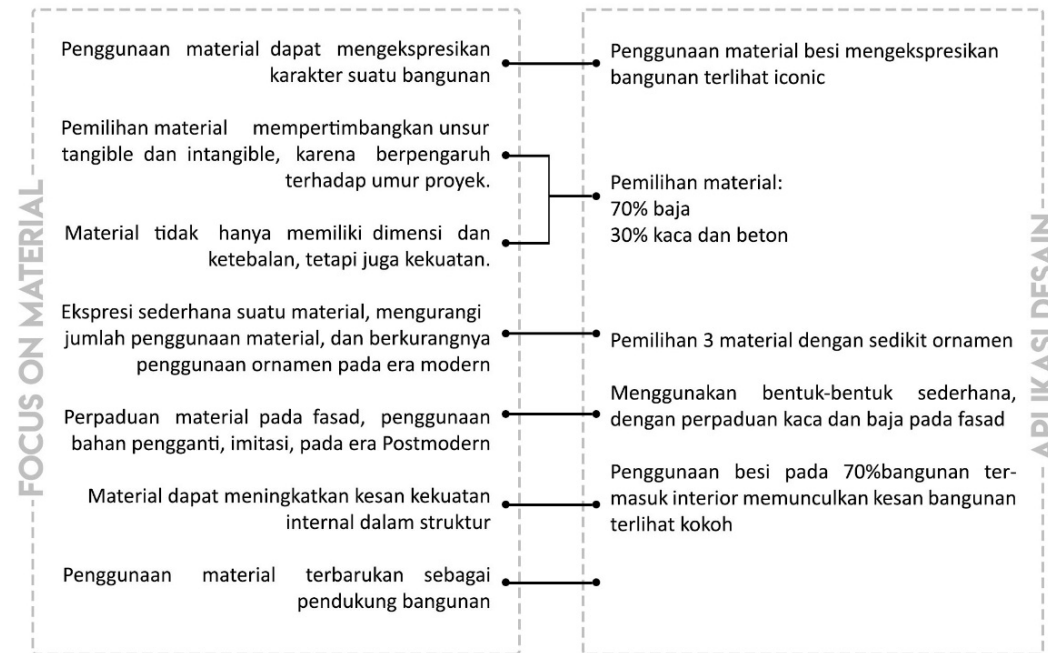 FOCUS ON MATERIAL
Penggunaan material dapat mengekspresikan
karakter suatu bangunan
Pemilihan material mempertimbangkan unsur
tangible dan intangible, karena berpengaruh
terhadap umur proyek.
Material tidak hanya memiliki dimensi dan
ketebalan, tetapi juga kekuatan.
Ekspresi sederhana suatu material, mengurangi
jumlah penggunaan material, dan berkurangnya
penggunaan ornamen pada era modern
Perpaduan material pada fasad, penggunaan
bahan pengganti, imitasi, pada era Postmodern
Material dapat meningkatkan kesan kekuatan
internal dalam struktur
Penggunaan material terbarukan sebagai
pendukung bangunan
Penggunaan material besi mengekspresikan
bangunan terlihat iconic
Pemilihan material:
70% baja
30% kaca dan beton
Pemilihan 3 material dengan sedikit ornamen
Menggunakan bentuk-bentuk sederhana,
dengan perpaduan kaca dan baja pada fasad
Penggunaan besi pada 70%bangunan ter-
masuk interior memunculkan kesan bangunan
terlihat kokoh
APLIKASI DESAIN